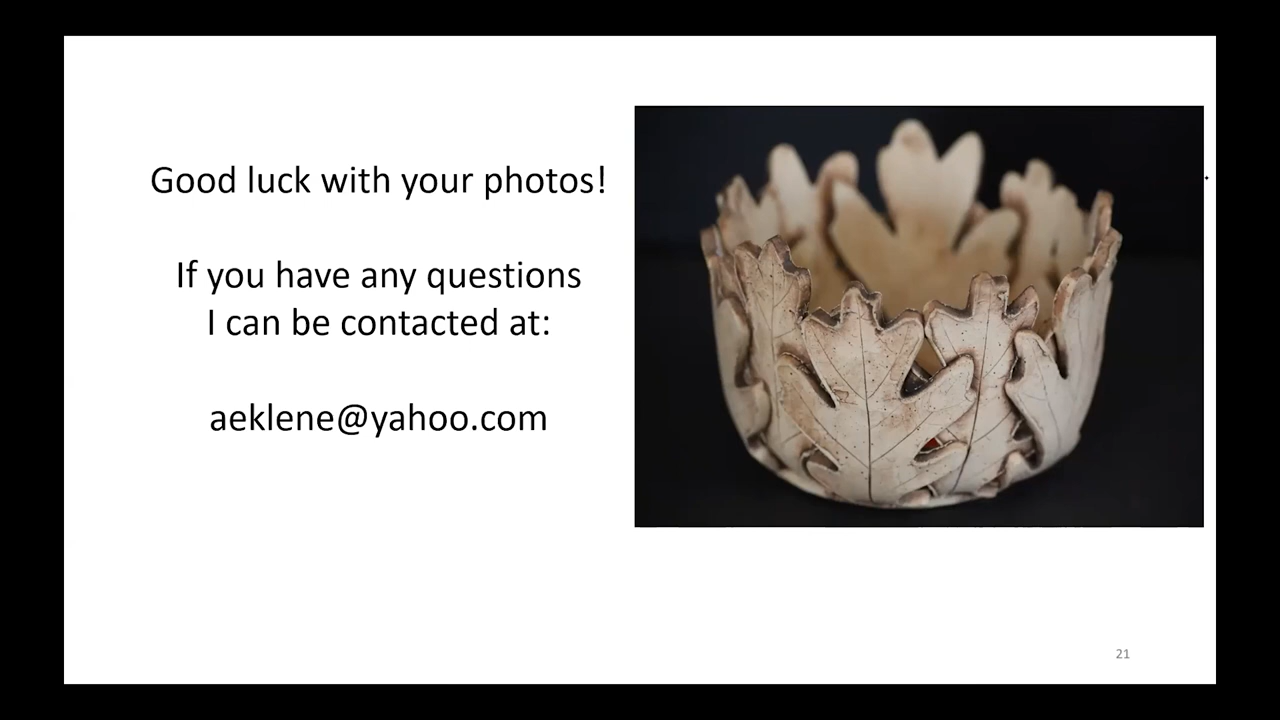 Good luck with your photos!
If you have any questions
I can be contacted at:
aeklene@yahoo.com
21